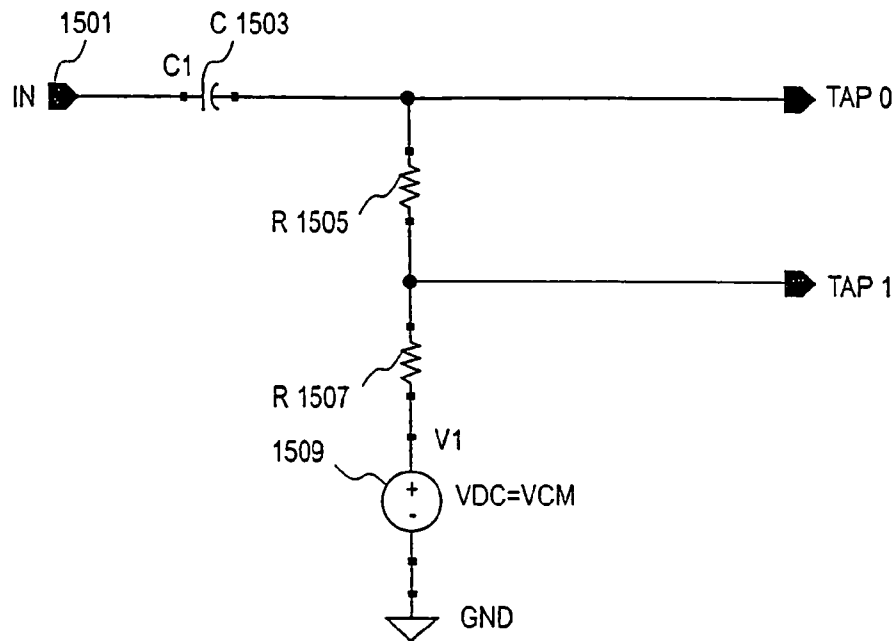 1501
C 1503
C1
IN
TAP 0
R 1505
TAP 1
R 1507
V1
1509
+
VDC=VCM
-
GND